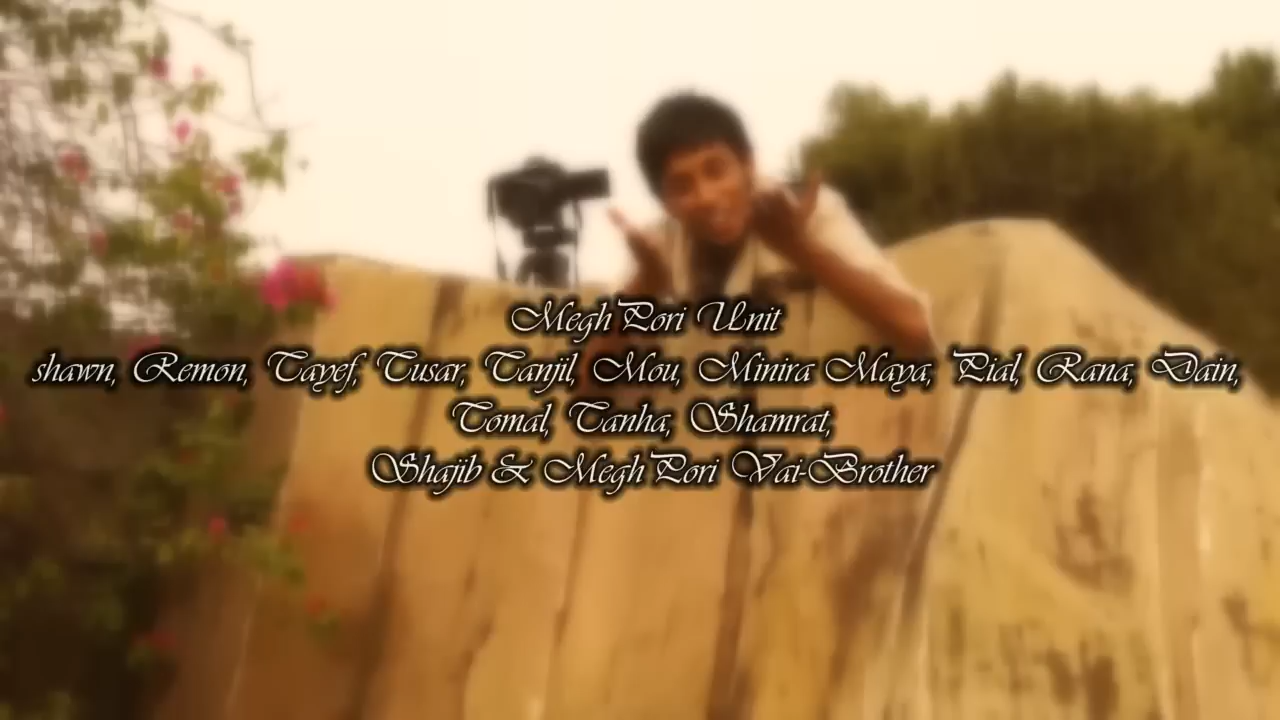 Megh Pori Unit
shawn, Remon, Tayef, Tusar, Tanjil, Mou, Minira Maya, Pial, Rana, Dain,
Tomal, Tanha, Shamrat,
Shajib & Megh Pori Vai-Brother